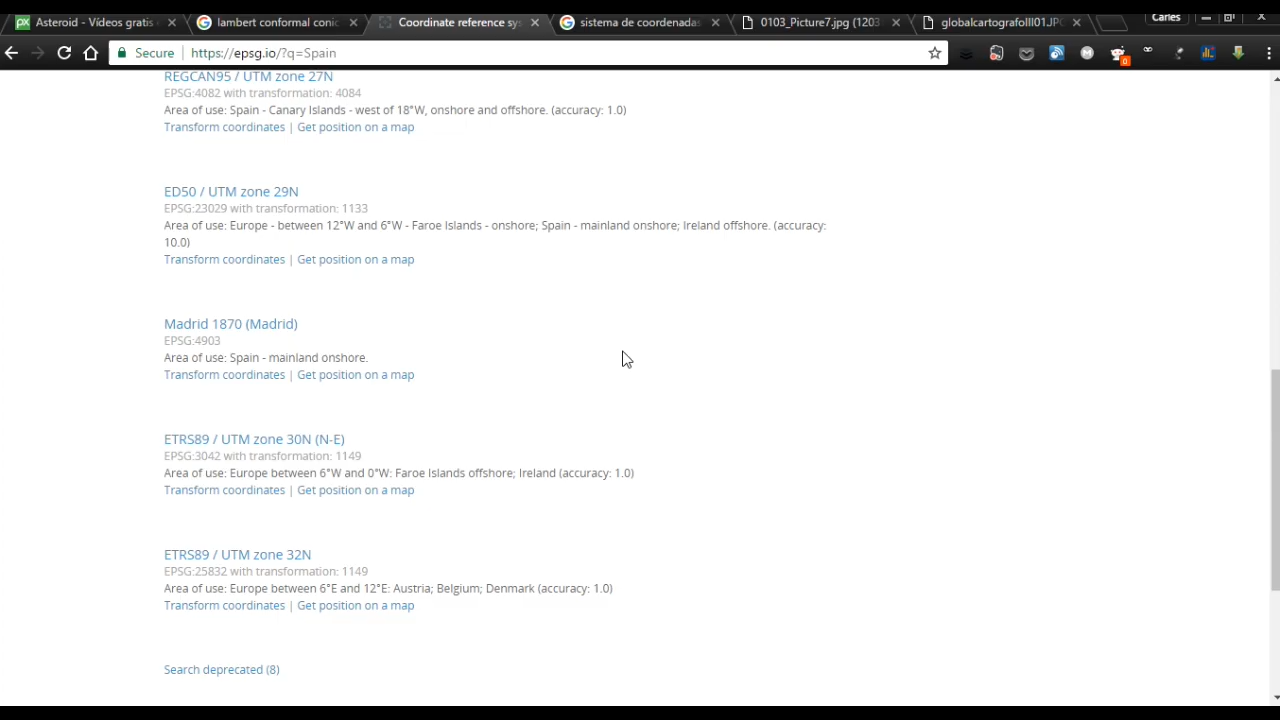 Asteroid - Vídeos gratis
lambert conformal conic
Coordinate reference sys
sistema de coordenadas
0103_Picture7.jpg (1203
globalcartografoIII01.JPG
Carles
Secure
https://epsg.io/?q=Spain
0
REGCAN95 / UTM zone 27N
EPSG:4082 with transformation: 4084
Area of use: Spain - Canary Islands - west of 18°W, onshore and offshore. (accuracy: 1.0)
Transform coordinates | Get position on a map
ED50 / UTM zone 29N
EPSG:23029 with transformation: 1133
Area of use: Europe - between 12°W and 6°W - Faroe Islands - onshore; Spain - mainland onshore; Ireland offshore. (accuracy:
10.0)
Transform coordinates | Get position on a map
Madrid 1870 (Madrid)
EPSG:4903
Area of use: Spain - mainland onshore.
Transform coordinates | Get position on a map
ETRS89 / UTM zone 30N (N-E)
EPSG:3042 with transformation: 1149
Area of use: Europe between 6°W and 0°W: Faroe Islands offshore; Ireland (accuracy: 1.0)
Transform coordinates | Get position on a map
ETRS89 / UTM zone 32N
EPSG:25832 with transformation: 1149
Area of use: Europe between 6°E and 12°E: Austria; Belgium; Denmark (accuracy: 1.0)
Transform coordinates | Get position on a map
Search deprecated (8)